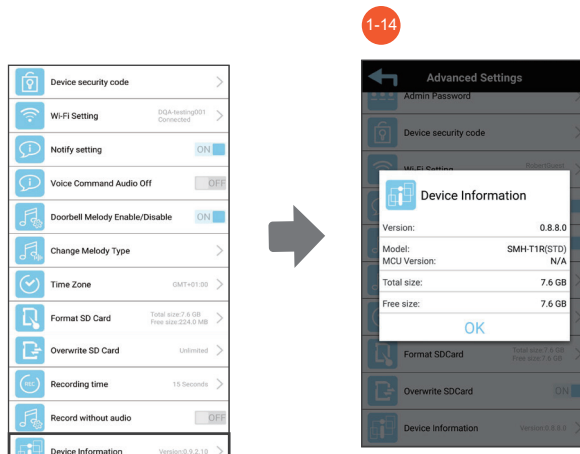 1-14
Device security code
Wi-Fi Setting
DQA-testing001
Connected
Notify setting
ON
Voice Command Audio Off
OFF
Doorbell Melody Enable/Disable
ON
Change Melody Type
Time Zone
GMT+01:00
Format SD Card
Total size:7.6 GB
Free size:224.0 MB
Overwrite SD Card
Unlimited
REC
Recording time
15 Seconds
Record without audio
OFF
Device Information
Version:0.9.2.10
Advanced Settings
Admin Password
Device security code
Wi-Fi Setting
Device Information
Version:
0.8.8.0
Model:
SMH-T1R(STD)
MCU Version:
N/A
Total size:
7.6 GB
Free size:
7.6 GB
OK
Format SDCard
Total size:7.6 GB
Free size:7.6 GB
Overwrite SDCard
ON
Device Information
Version:0.8.8.0